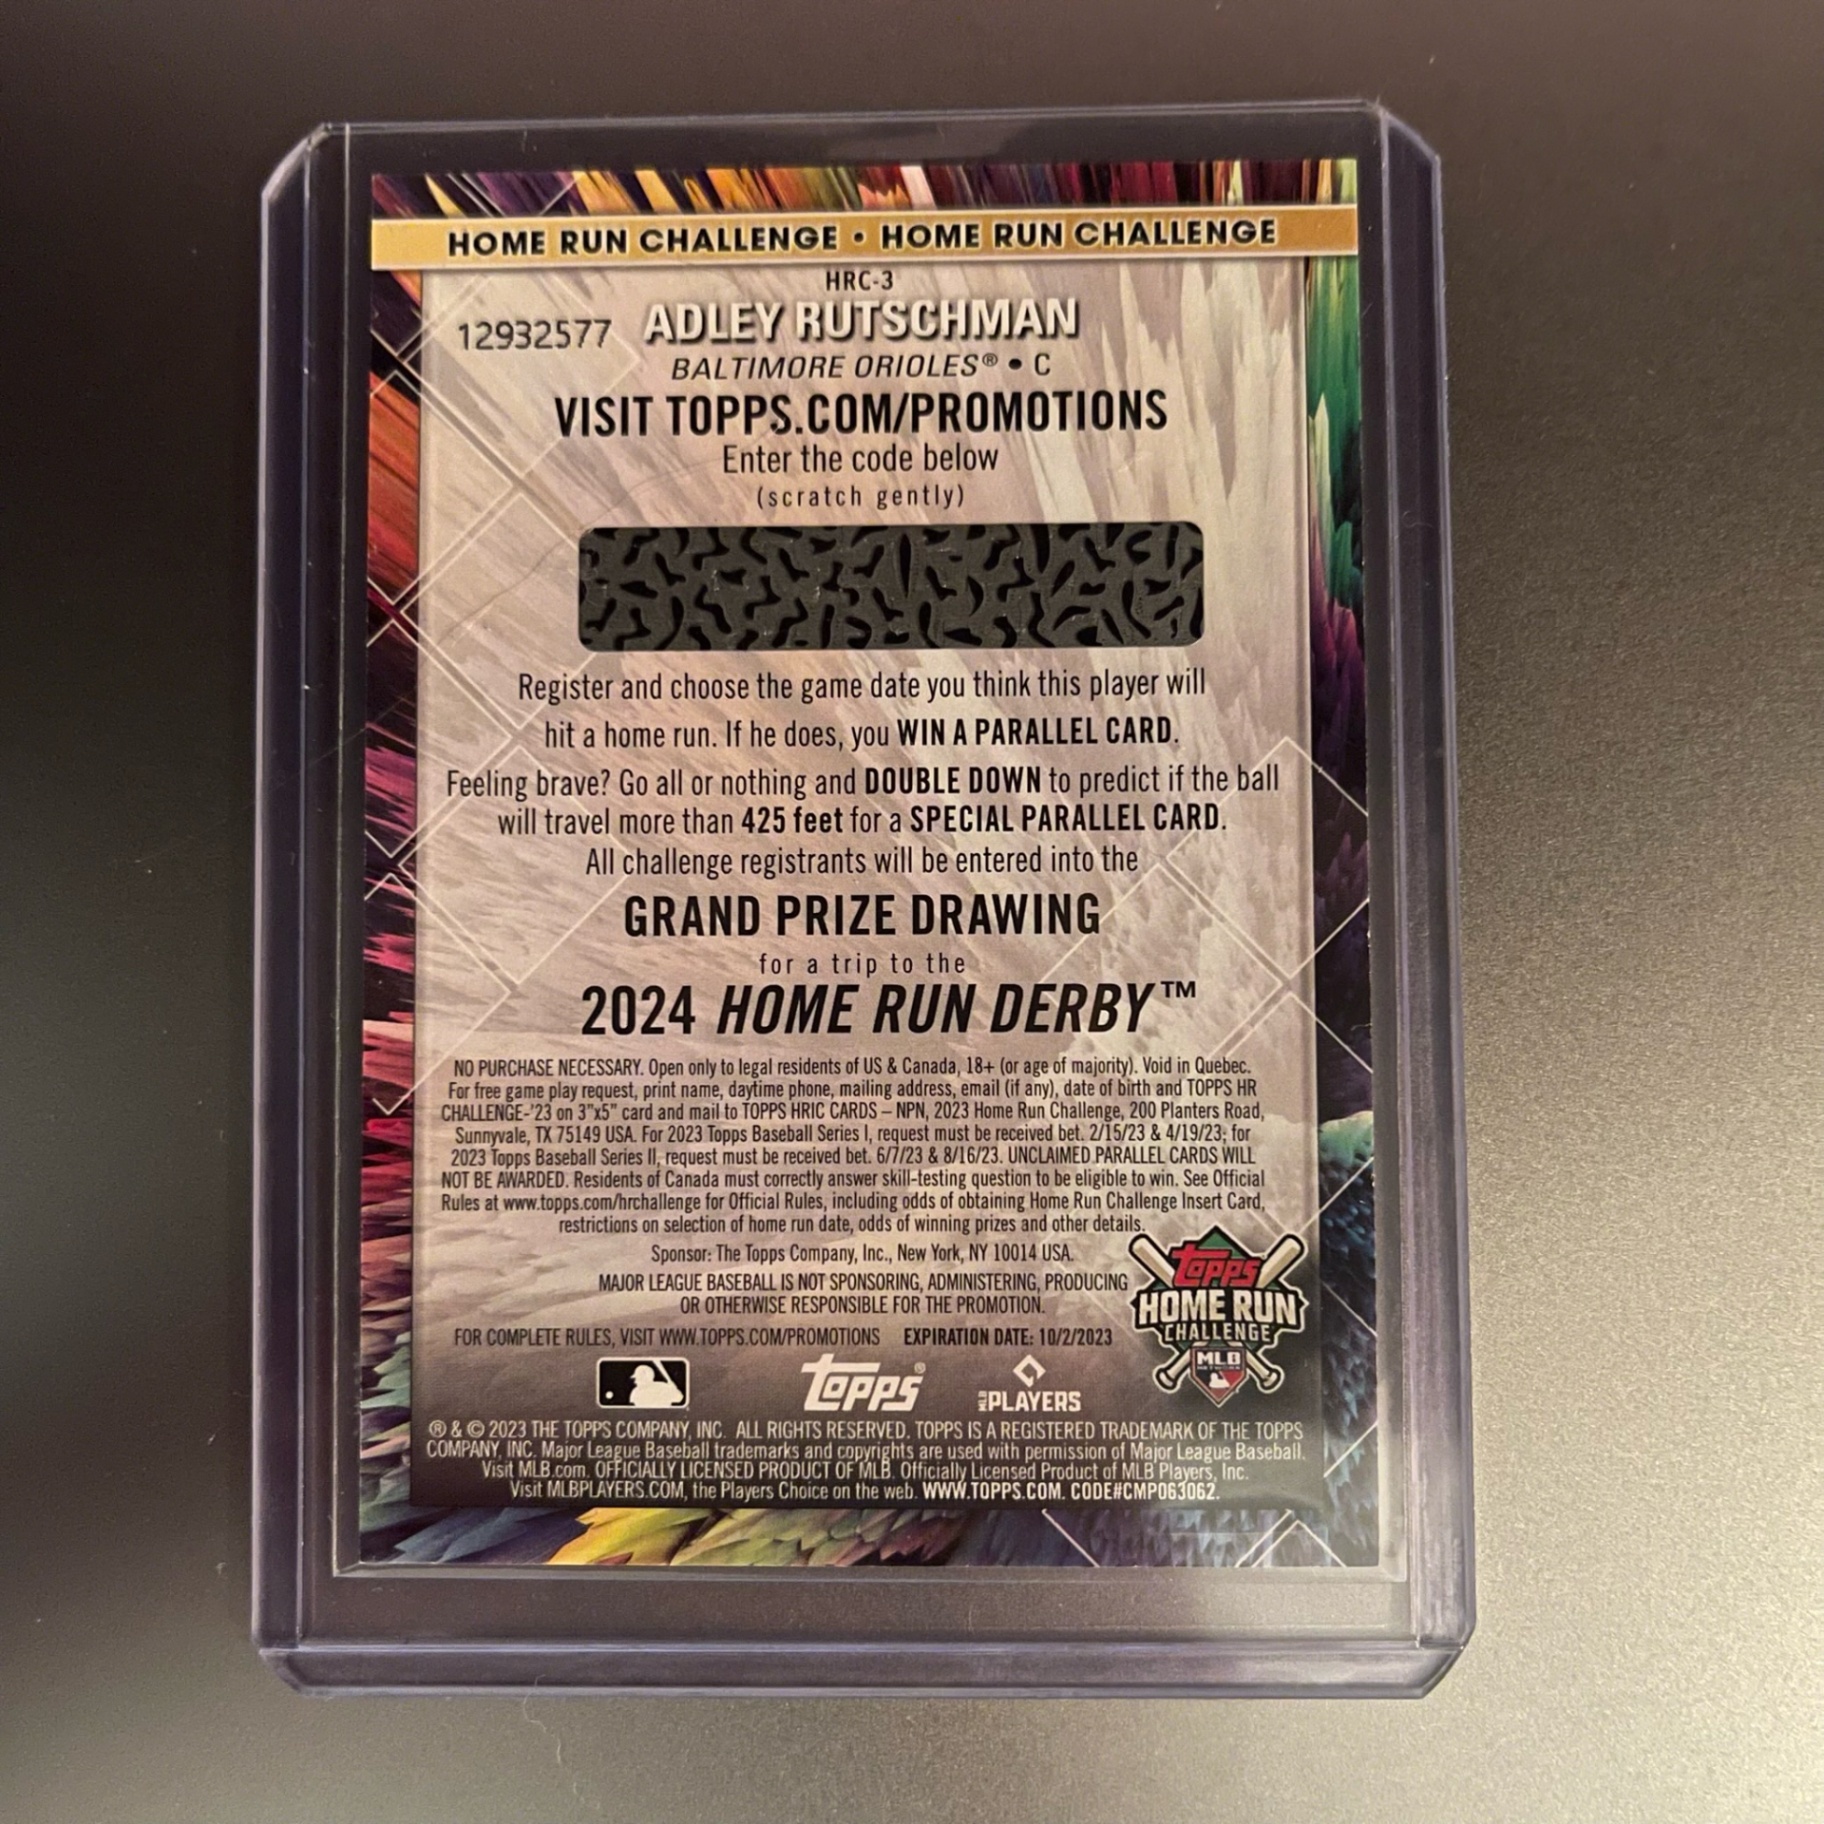 HOME RUN CHALLENGE • HOME RUN CHALLENGE
HRC-3
12932577 ADLEY RUTSCHMAN
BALTIMORE ORIOLES® • C
VISIT TOPPS.COM/PROMOTIONS
Enter the code below
(scratch gently)
Register and choose the game date you think this player will
hit a home run. If he does, you WIN A PARALLEL CARD.
Feeling brave? Go all or nothing and DOUBLE DOWN to predict if the ball
will travel more than 425 feet for a SPECIAL PARALLEL CARD.
All challenge registrants will be entered into the
GRAND PRIZE DRAWING
for a trip to the
2024 HOME RUN DERBY™
NO PURCHASE NECESSARY. Open only to legal residents of US & Canada, 18+ (or age of majority). Void in Quebec.
For free game play request, print name, daytime phone, mailing address, email (if any), date of birth and TOPPS HR
CHALLENGE-'23 on 3"x5" card and mail to TOPPS HRIC CARDS – NPN, 2023 Home Run Challenge, 200 Planters Road,
Sunnyvale, TX 75149 USA. For 2023 Topps Baseball Series I, request must be received bet. 2/15/23 & 4/19/23; for
2023 Topps Baseball Series II, request must be received bet. 6/7/23 & 8/16/23. UNCLAIMED PARALLEL CARDS WILL
NOT BE AWARDED. Residents of Canada must correctly answer skill-testing question to be eligible to win. See Official
Rules at www.topps.com/hrchallenge for Official Rules, including odds of obtaining Home Run Challenge Insert Card,
restrictions on selection of home run date, odds of winning prizes and other details.
Sponsor: The Topps Company, Inc., New York, NY 10014 USA.
MAJOR LEAGUE BASEBALL IS NOT SPONSORING, ADMINISTERING, PRODUCING
OR OTHERWISE RESPONSIBLE FOR THE PROMOTION.
FOR COMPLETE RULES, VISIT WWW.TOPPS.COM/PROMOTIONS EXPIRATION DATE: 10/2/2023
topps
HOME RUN
CHALLENGE
MLB
NETWORK
topps®
MLB PLAYERS
® & © 2023 THE TOPPS COMPANY, INC. ALL RIGHTS RESERVED. TOPPS IS A REGISTERED TRADEMARK OF THE TOPPS
COMPANY, INC. Major League Baseball trademarks and copyrights are used with permission of Major League Baseball.
Visit MLB.com. OFFICIALLY LICENSED PRODUCT OF MLB. Officially Licensed Product of MLB Players, Inc.
Visit MLBPLAYERS.COM, the Players Choice on the web. WWW.TOPPS.COM. CODE#CMP063062.